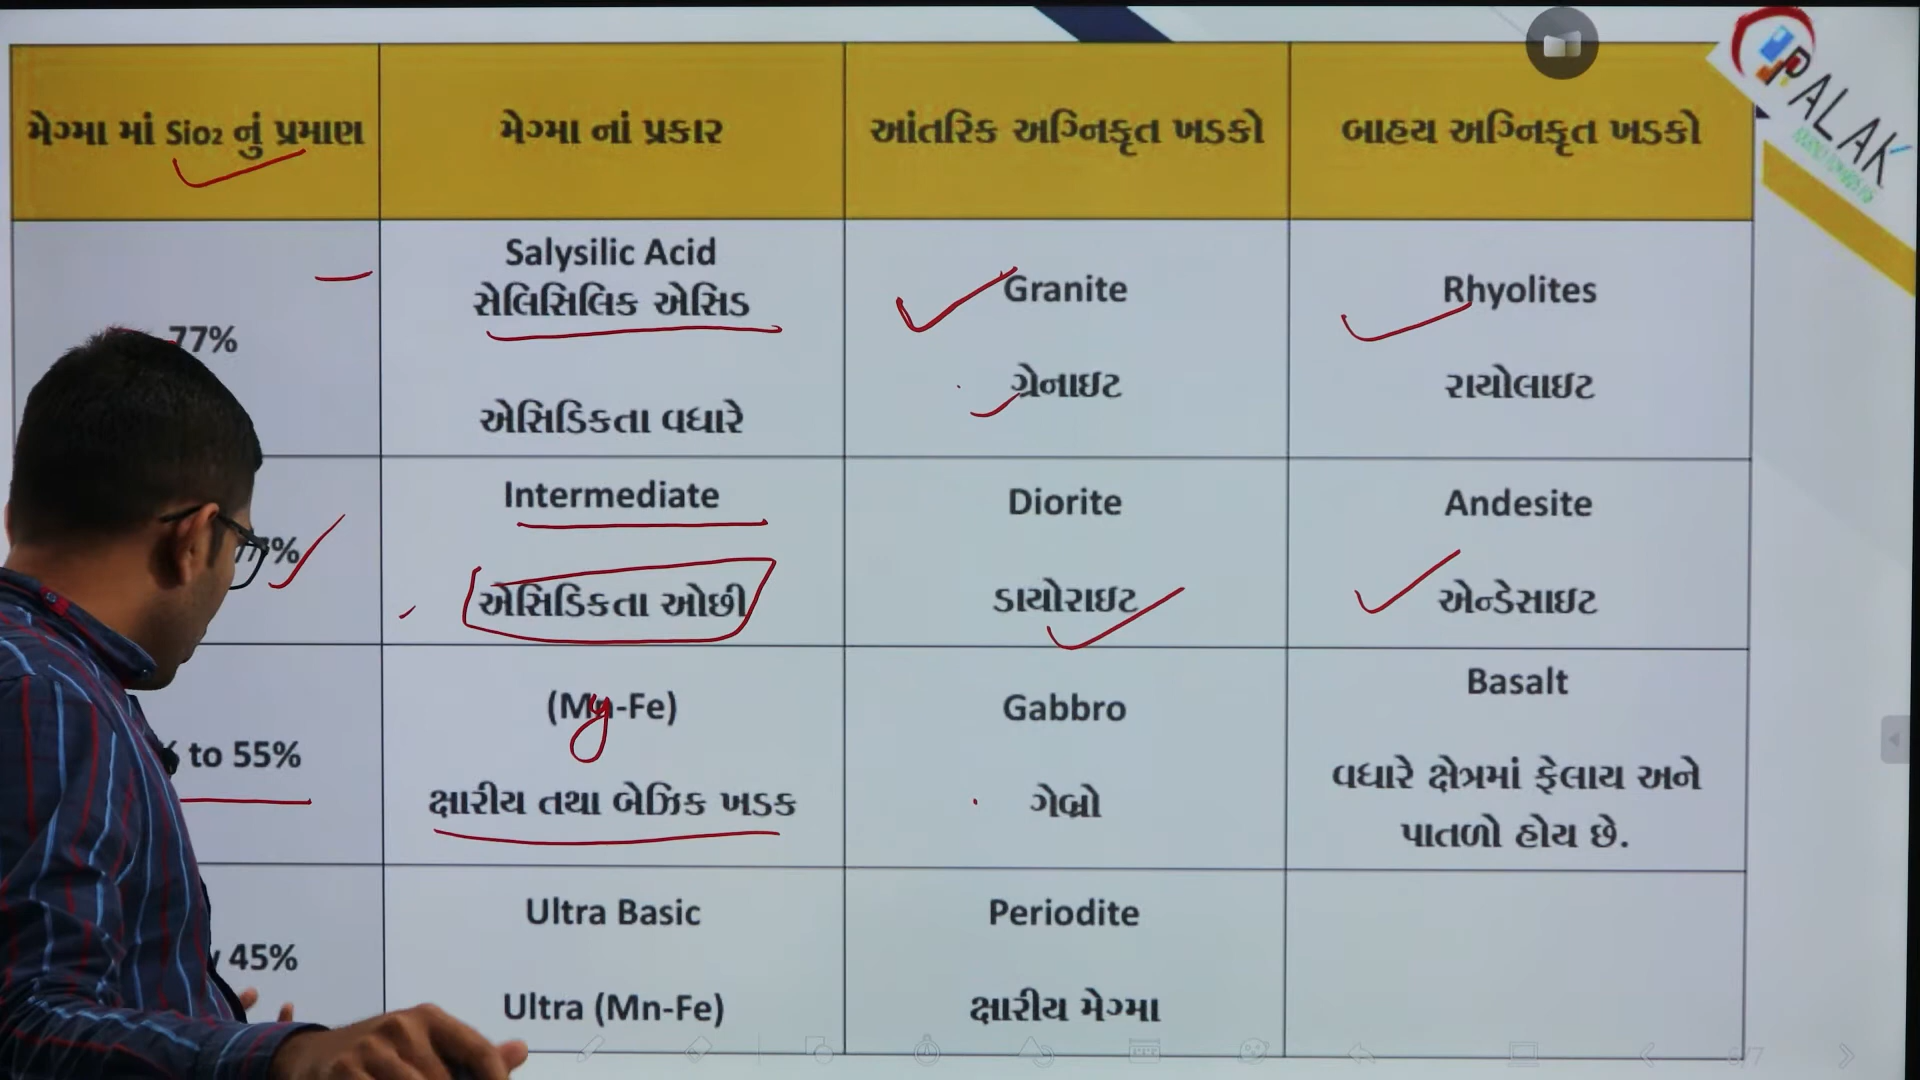 મેગ્મા માં Sio₂ નું પ્રમાણ
મેગ્મા નાં પ્રકાર
આંતરિક અગ્નિકૃત ખડકો
બાહય અગ્નિકૃત ખડકો
77%
Salysilic Acid
સેલિસિલિક એસિડ
એસિડિકતા વધારે
Granite
ગ્રેનાઇટ
Rhyolites
રાયોલાઇટ
Intermediate
એસિડિકતા ઓછી
Diorite
ડાયોરાઇટ
Andesite
એન્ડેસાઇટ
to 55%
(Mg-Fe)
ક્ષારીય તથા બેઝિક ખડક
Gabbro
ગેબ્રો
Basalt
વધારે ક્ષેત્રમાં ફેલાય અને
પાતળો હોય છે.
45%
Ultra Basic
Ultra (Mn-Fe)
Periodite
ક્ષારીય મેગ્મા
PALAK